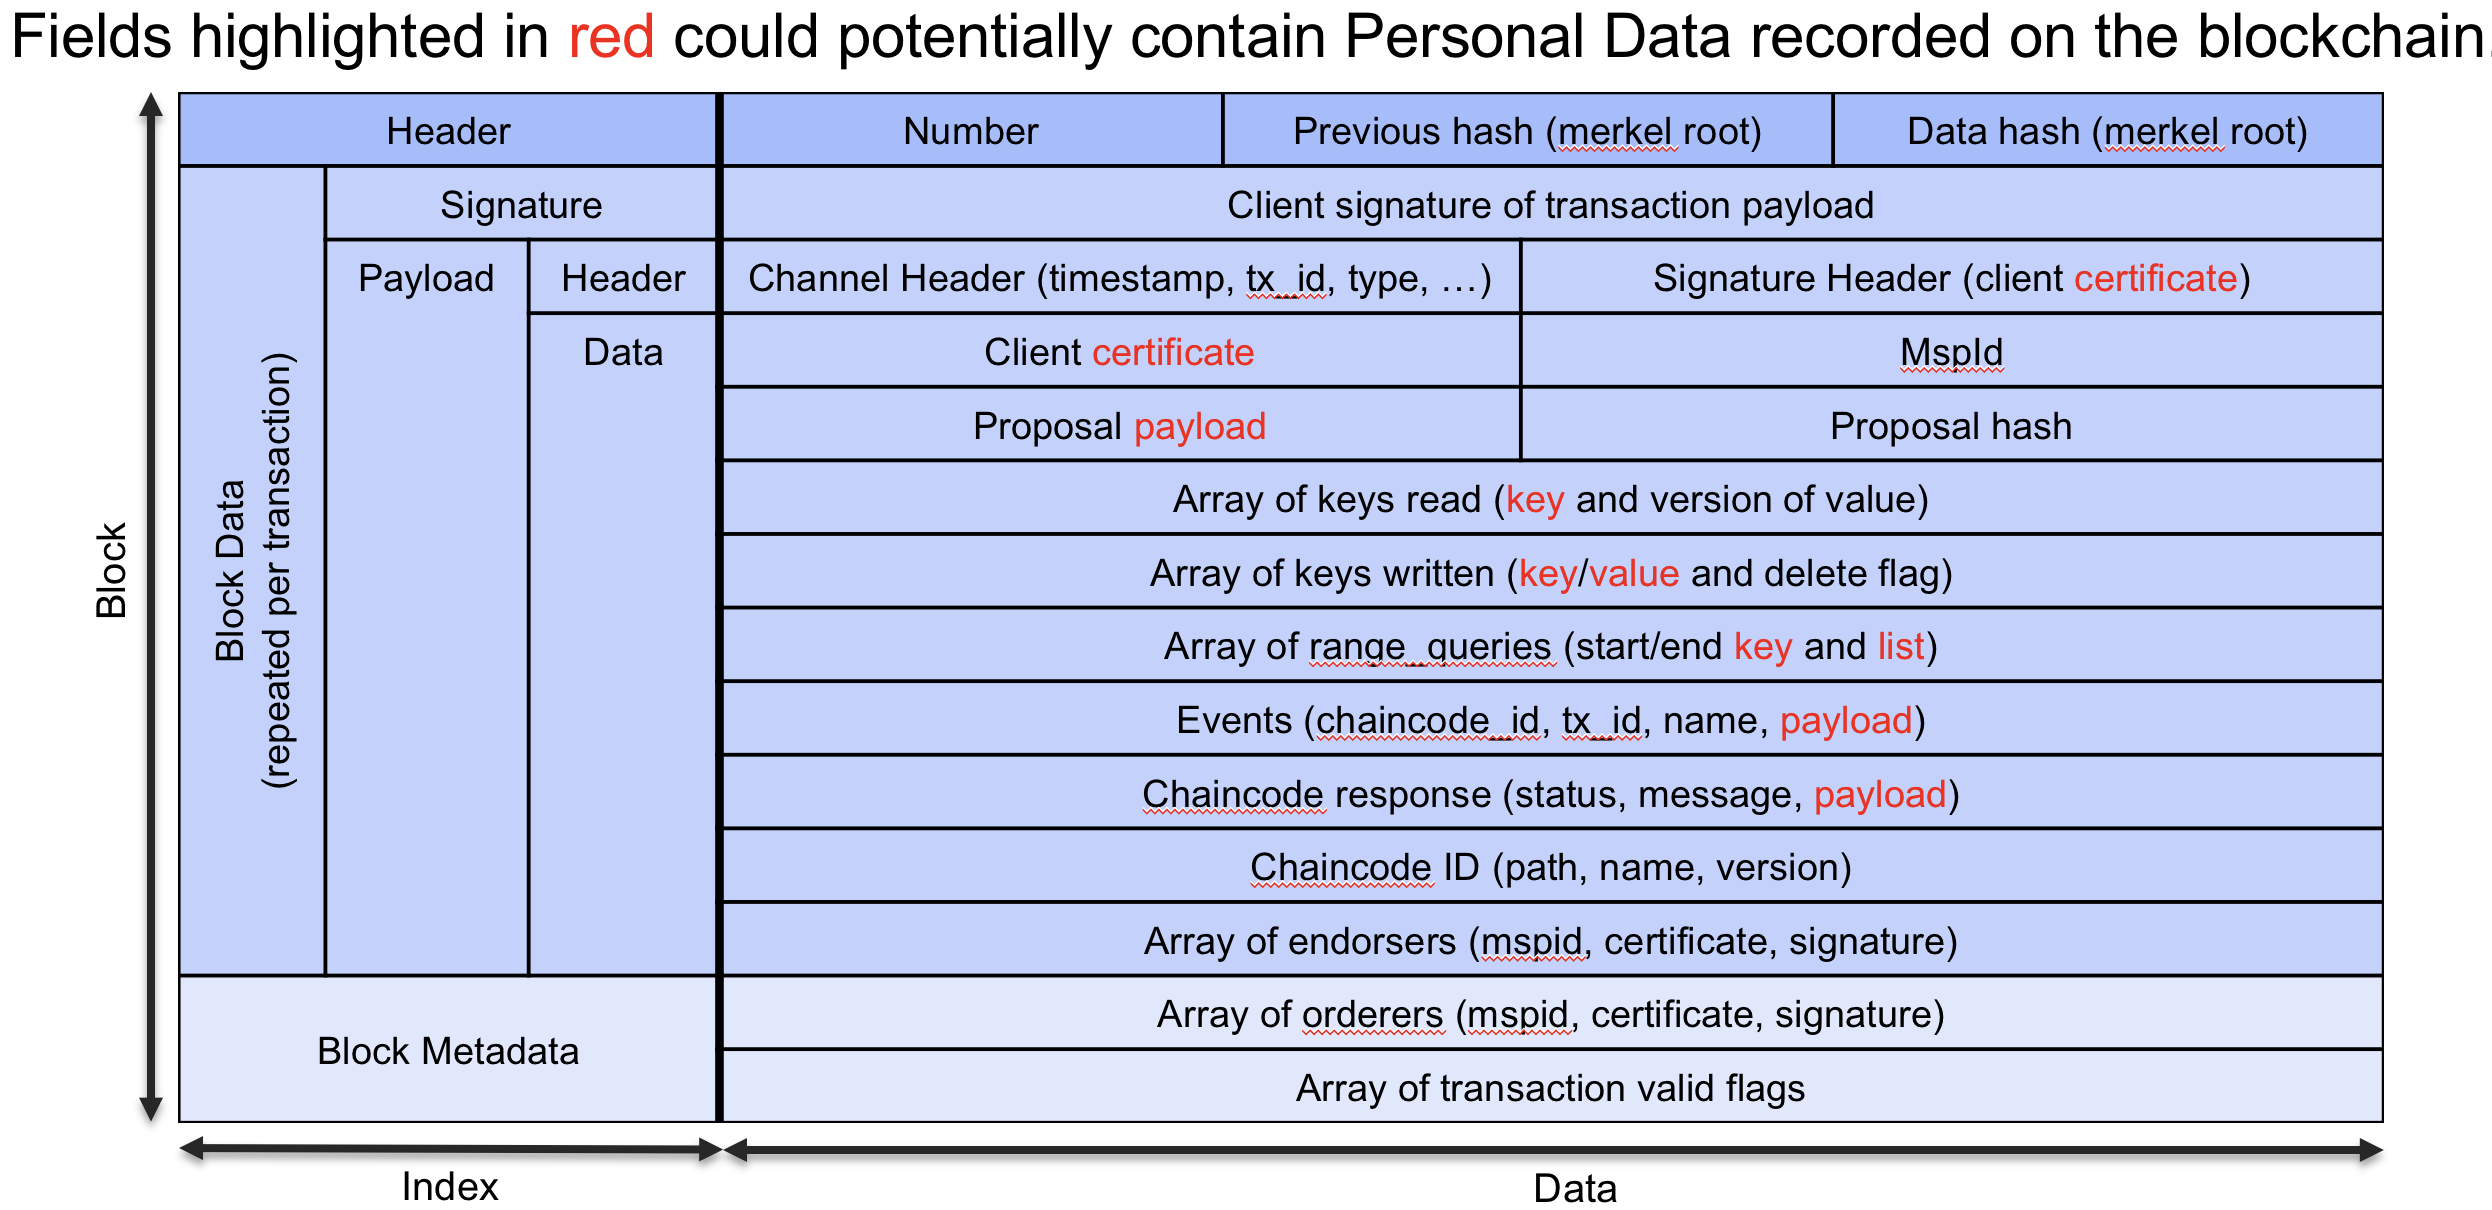 Fields highlighted in red could potentially contain Personal Data recorded on the blockchain.
Header
Number
Previous hash (merkel root)
Data hash (merkel root)
Signature
Client signature of transaction payload
Payload
Header
Channel Header (timestamp, tx_id, type, …)
Signature Header (client certificate)
Data
Client certificate
MspId
Proposal payload
Proposal hash
Array of keys read (key and version of value)
Array of keys written (key/value and delete flag)
Array of range_queries (start/end key and list)
Events (chaincode_id, tx_id, name, payload)
Chaincode response (status, message, payload)
Chaincode ID (path, name, version)
Array of endorsers (mspid, certificate, signature)
Block Data
(repeated per transaction)
Block
Block Metadata
Array of orderers (mspid, certificate, signature)
Array of transaction valid flags
Index
Data